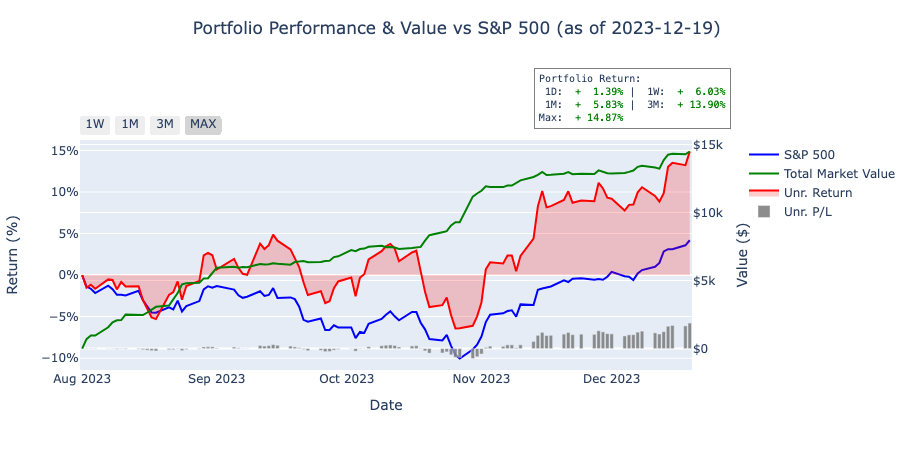 Portfolio Performance & Value vs S&P 500 (as of 2023-12-19)
Portfolio Return:
1D: + 1.39% | 1W: + 6.03%
1M: + 5.83% | 3M: + 13.90%
Max: + 14.87%
1W 1M 3M MAX
15%
10%
5%
0%
−5%
−10%
Return (%)
$15k
$10k
$5k
$0
Value ($)
S&P 500
Total Market Value
Unr. Return
Unr. P/L
Aug 2023 Sep 2023 Oct 2023 Nov 2023 Dec 2023
Date